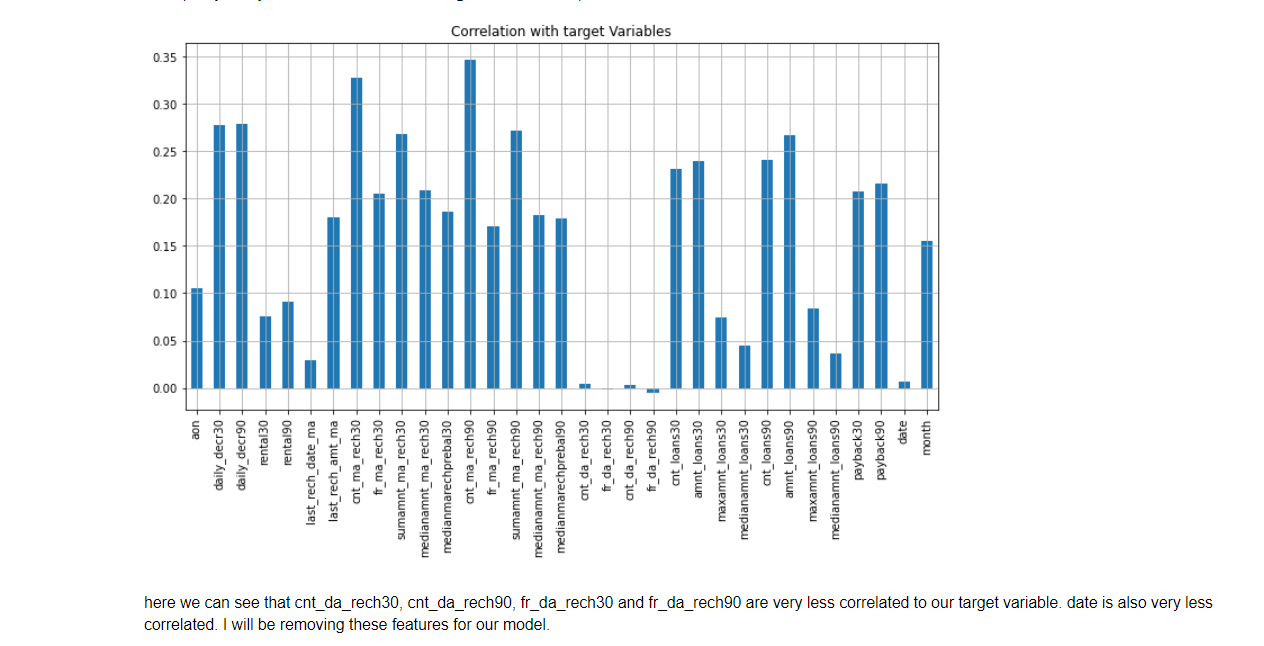 Correlation with target Variables
0.35
0.30
0.25
0.20
0.15
0.10
0.05
0.00
aon
daily_decr30
daily_decr90
rental30
rental90
last_rech_date_ma
last_rech_amt_ma
cnt_ma_rech30
fr_ma_rech30
sumamnt_ma_rech30
medianamnt_ma_rech30
medianmarechprebal30
cnt_ma_rech90
fr_ma_rech90
sumamnt_ma_rech90
medianamnt_ma_rech90
medianmarechprebal90
cnt_da_rech30
fr_da_rech30
cnt_da_rech90
fr_da_rech90
cnt_loans30
amnt_loans30
maxamnt_loans30
medianamnt_loans30
cnt_loans90
amnt_loans90
maxamnt_loans90
medianamnt_loans90
payback30
payback90
date
month
here we can see that cnt_da_rech30, cnt_da_rech90, fr_da_rech30 and fr_da_rech90 are very less correlated to our target variable. date is also very less
correlated. I will be removing these features for our model.